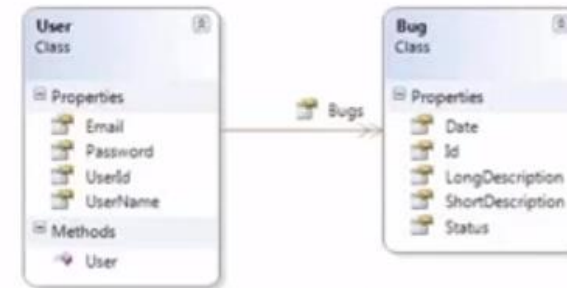 User
Class
Properties
Email
Password
UserId
UserName
Methods
User
Bugs
Bug
Class
Properties
Date
Id
LongDescription
ShortDescription
Status